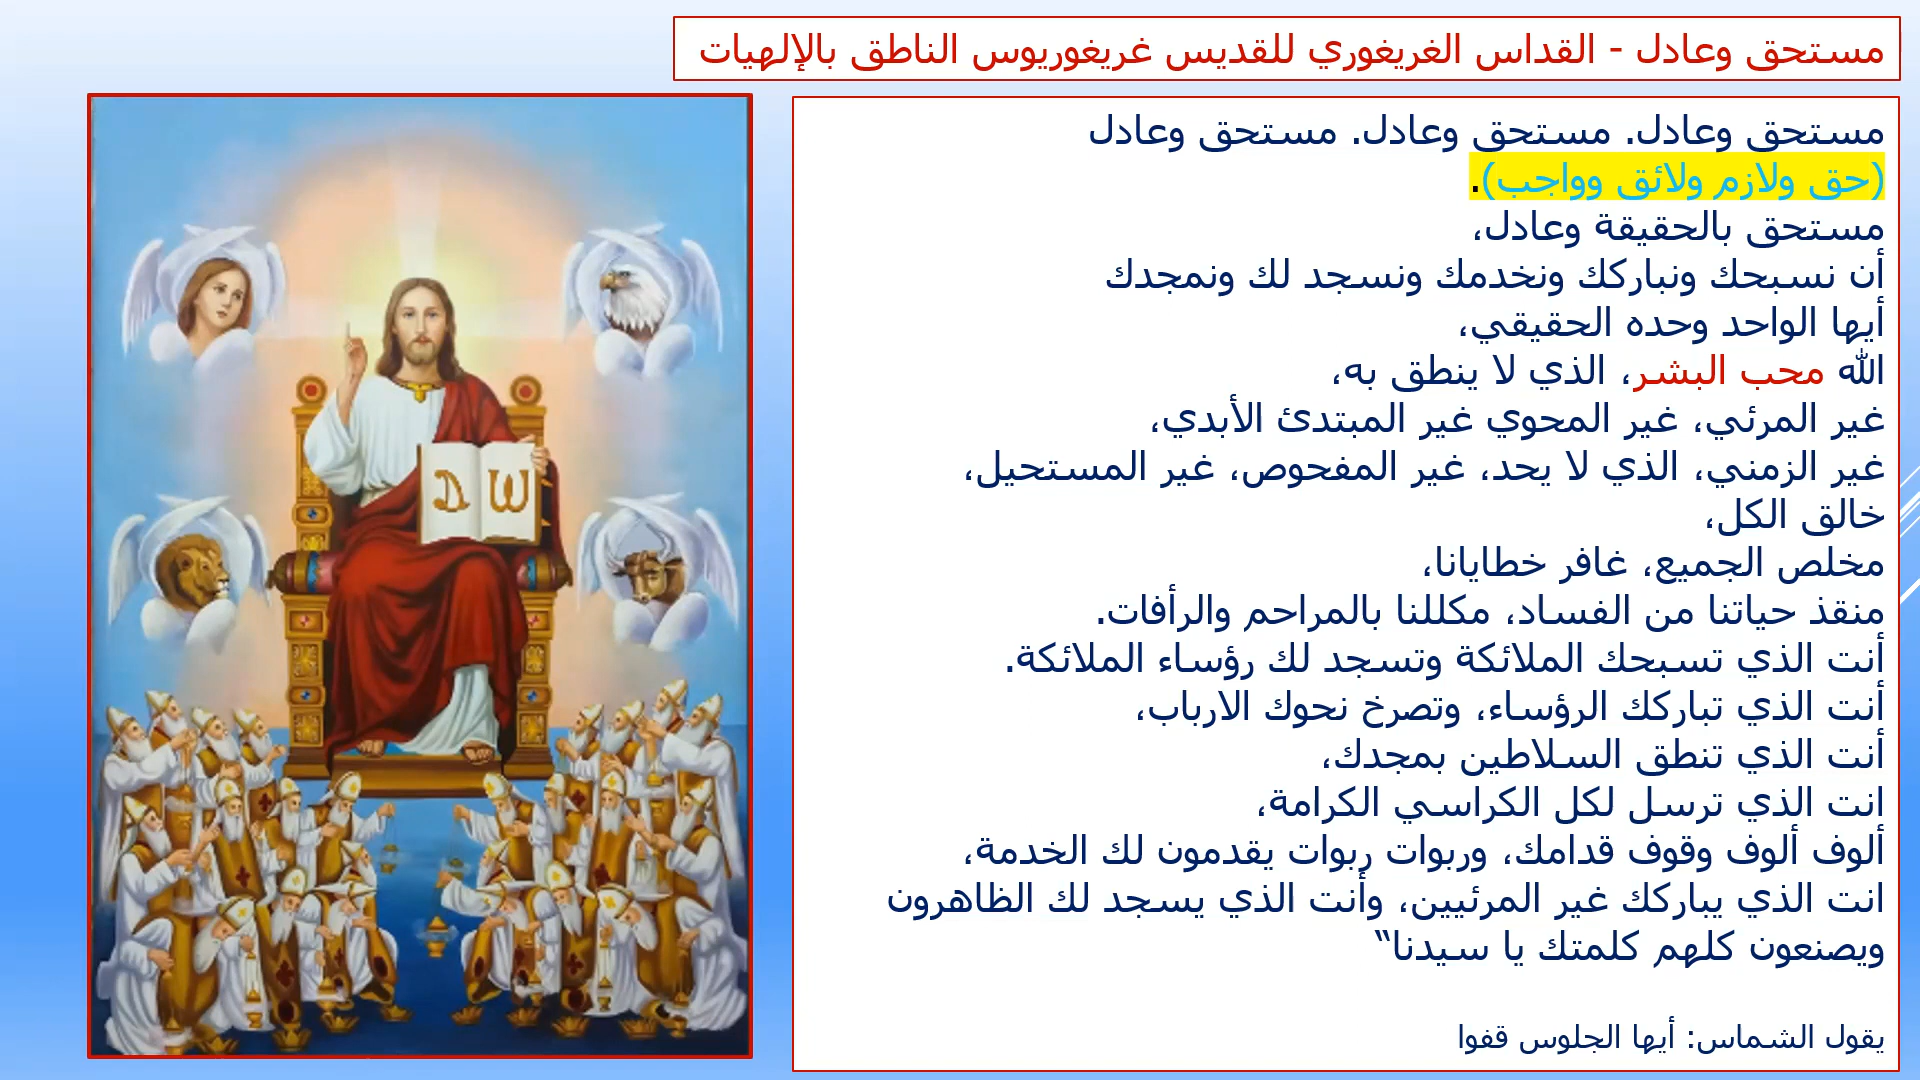 مستحق وعادل - القداس الغريغوري للقديس غريغوريوس الناطق بالإلهيات
مستحق وعادل. مستحق وعادل. مستحق وعادل
(حق ولازم ولائق وواجب).
مستحق بالحقيقة وعادل،
أن نسبحك ونباركك ونخدمك ونسجد لك ونمجدك
أيها الواحد وحده الحقيقي،
الله محب البشر، الذي لا ينطق به،
غير المرئي، غير المحوي غير المبتدئ الأبدي،
غير الزمني، الذي لا يحد، غير المفحوص، غير المستحيل،
خالق الكل،
مخلص الجميع، غافر خطايانا،
منقذ حياتنا من الفساد، مكللنا بالمراحم والرأفات.
أنت الذي تسبحك الملائكة وتسجد لك رؤساء الملائكة.
أنت الذي تباركك الرؤساء، وتصرخ نحوك الارباب،
أنت الذي تنطق السلاطين بمجدك،
انت الذي ترسل لكل الكراسي الكرامة،
ألوف ألوف وقوف قدامك، وربوات ربوات يقدمون لك الخدمة،
انت الذي يباركك غير المرئيين، وأنت الذي يسجد لك الظاهرون
ويصنعون كلهم كلمتك يا سيدنا“
يقول الشماس: أيها الجلوس قفوا
ⲁ ⲱ